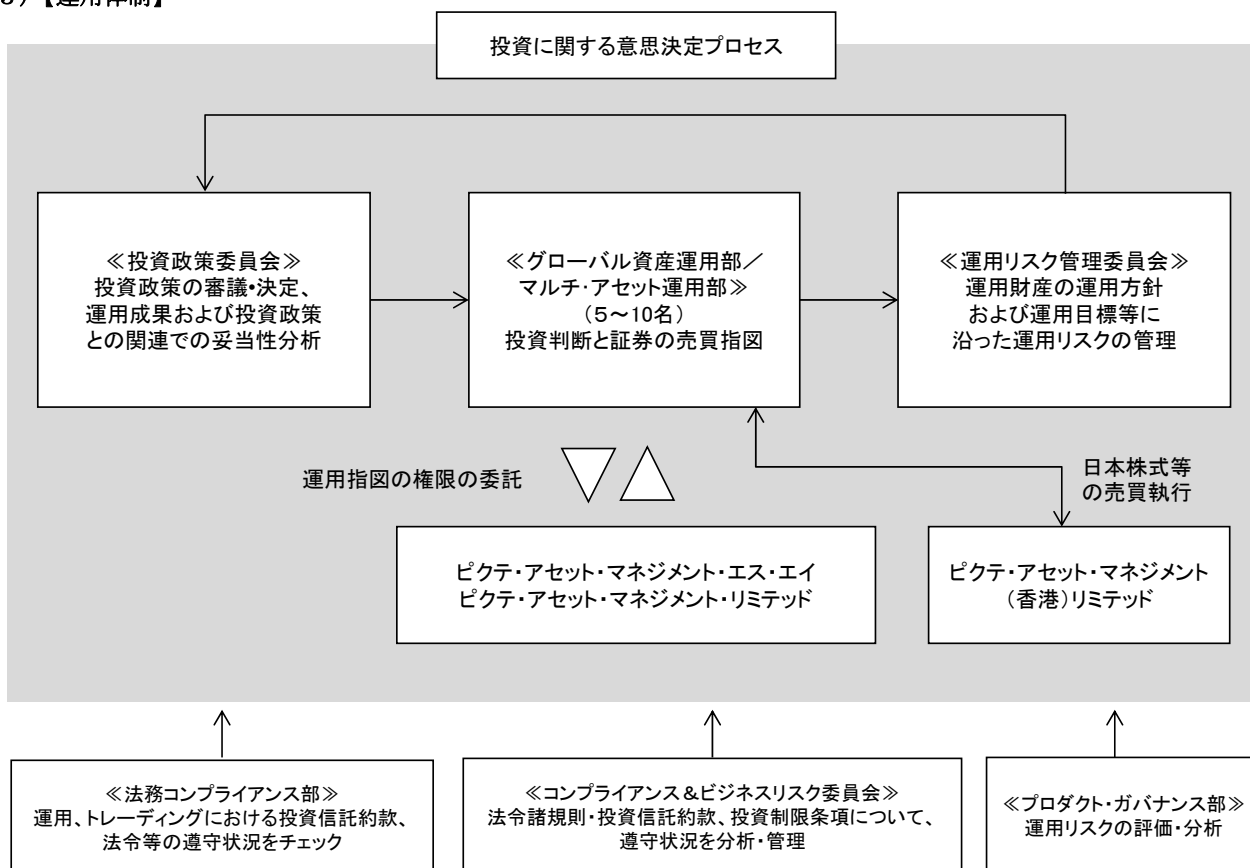 【運用体制】
投資に関する意思決定プロセス
≪投資政策委員会≫
投資政策の審議・決定、
運用成果および投資政策
との関連での妥当性分析
≪グローバル資産運用部／
マルチ・アセット運用部≫
（５～10名）
投資判断と証券の売買指図
≪運用リスク管理委員会≫
運用財産の運用方針
および運用目標等に
沿った運用リスクの管理
運用指図の権限の委託
日本株式等
の売買執行
ピクテ・アセット・マネジメント・エス・エイ
ピクテ・アセット・マネジメント・リミテッド
ピクテ・アセット・マネジメント
（香港）リミテッド
≪法務コンプライアンス部≫
運用、トレーディングにおける投資信託約款、
法令等の遵守状況をチェック
≪コンプライアンス＆ビジネスリスク委員会≫
法令諸規則・投資信託約款、投資制限条項について、
遵守状況を分析・管理
≪プロダクト・ガバナンス部≫
運用リスクの評価・分析